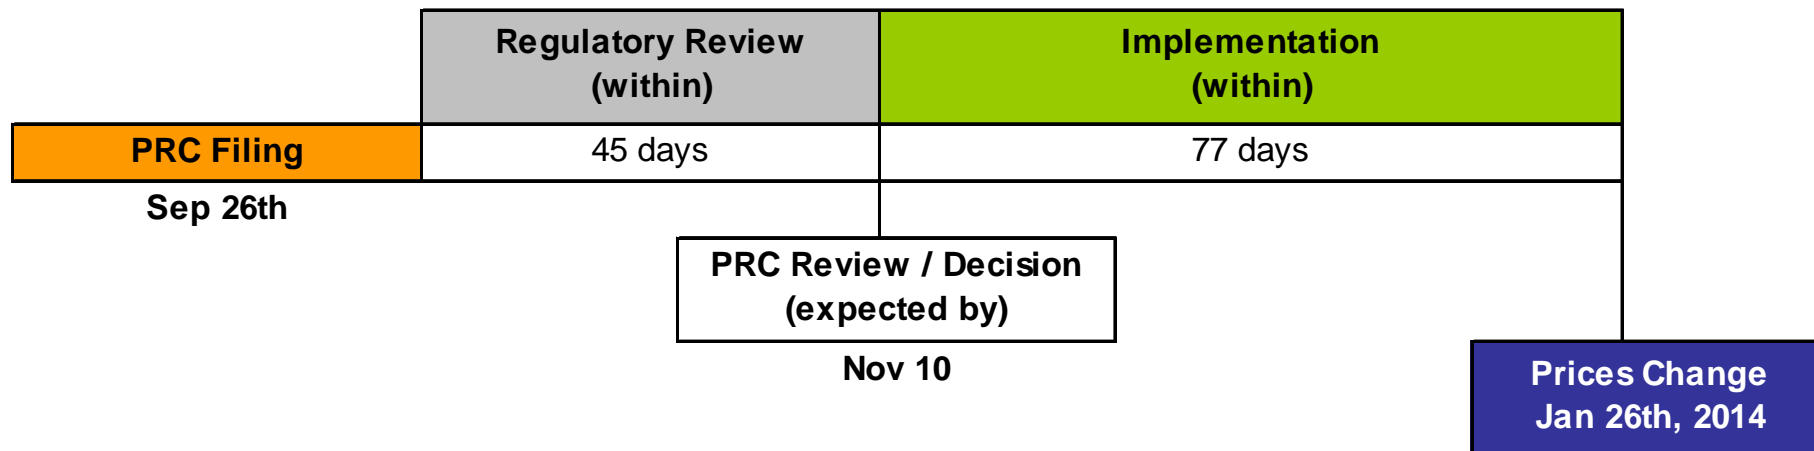 Regulatory Review
(within)
Implementation
(within)
PRC Filing
45 days
77 days
Sep 26th
PRC Review / Decision
(expected by)
Nov 10
Prices Change
Jan 26th, 2014